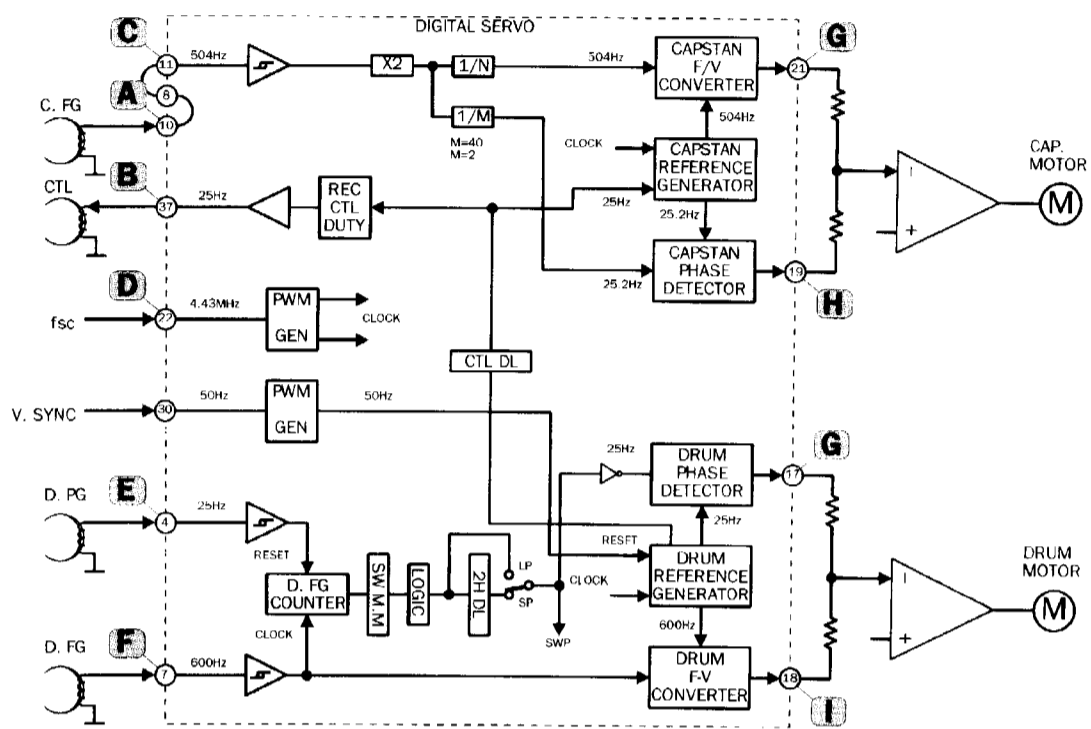 DIGITAL SERVO
C
11
504Hz
X2
1/N
504Hz
CAPSTAN
F/V
CONVERTER
21
G
A
8
C. FG
10
1/M
M=40
M=2
504Hz
CLOCK
CAPSTAN
REFERENCE
GENERATOR
CAP.
MOTOR
M
−
+
B
CTL
37
25Hz
REC
CTL
DUTY
25Hz
25.2Hz
CAPSTAN
PHASE
DETECTOR
25.2Hz
19
H
D
fsc
22
4.43MHz
PWM
GEN
CLOCK
CTL DL
V. SYNC
30
50Hz
PWM
GEN
50Hz
G
25Hz
DRUM
PHASE
DETECTOR
17
E
D. PG
4
25Hz
RESET
25Hz
RESFT
DRUM
REFERENCE
GENERATOR
CLOCK
D. FG
COUNTER
SW M.M
LOGIC
2H DL
LP
SP
SWP
CLOCK
600Hz
DRUM
MOTOR
M
−
+
F
D. FG
7
600Hz
DRUM
F-V
CONVERTER
18
I